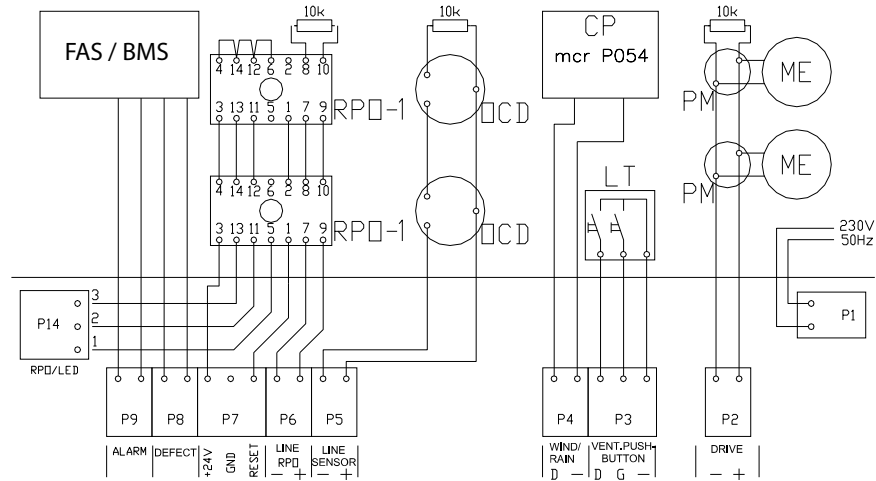 10k 10k 10k
FAS / BMS
CP
mcr P054
4 14 12 6 2 8 10
3 13 11 5 1 7 9
RPO-1
OCD
PM
ME
4 14 12 6 2 8 10
3 13 11 5 1 7 9
RPO-1
OCD
LT
PM
ME
230V
50Hz
3
2
1
P14
RPO/LED
P1
P9 P8 P7 P6 P5 P4 P3 P2
ALARM
DEFECT
+24V
GND
RESET
LINE
RPO
- +
LINE
SENSOR
- +
WIND/
RAIN
D -
VENT.PUSH-
BUTTON
D G -
DRIVE
- +